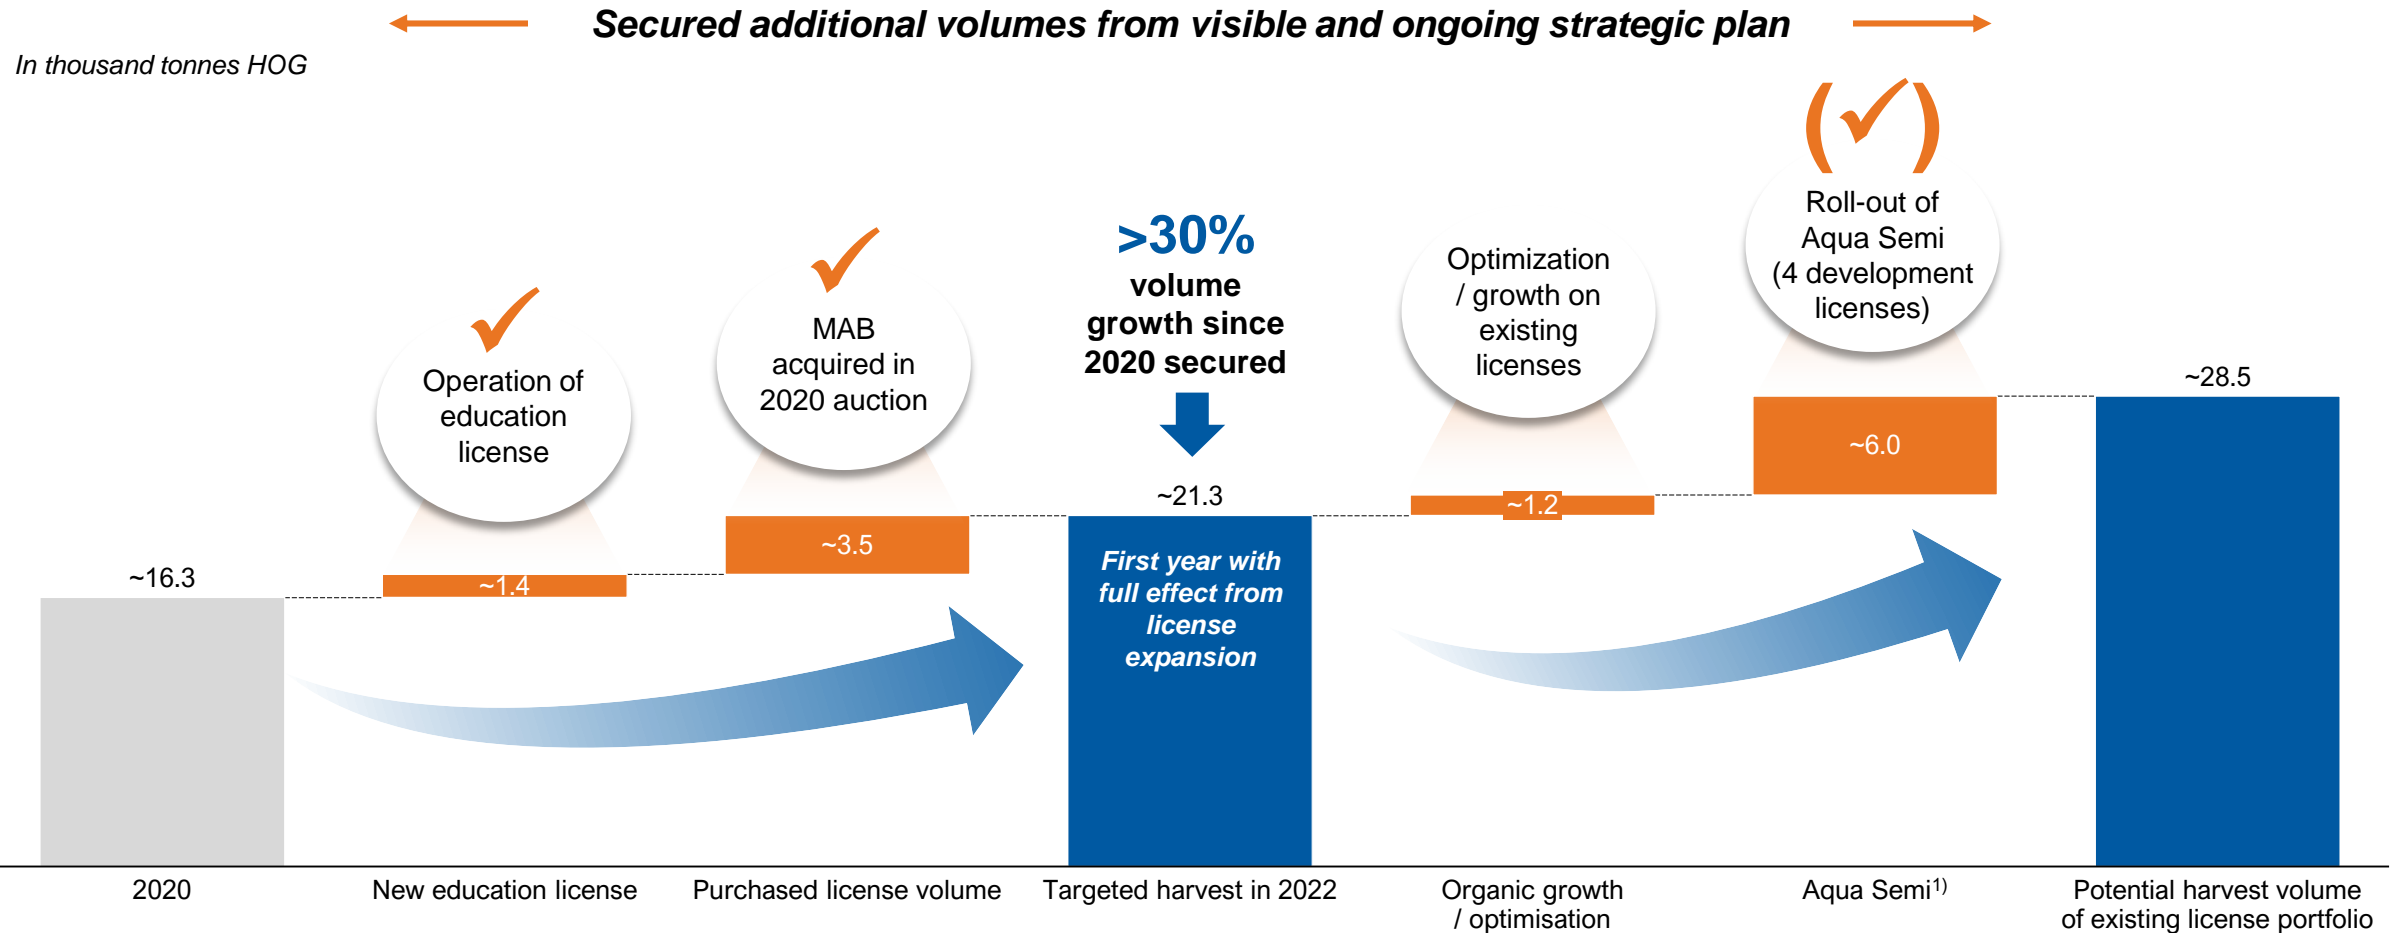 Secured additional volumes from visible and ongoing strategic plan
In thousand tonnes HOG
Operation of
education
license
MAB
acquired in
2020 auction
>30%
volume
growth since
2020 secured
Optimization
/ growth on
existing
licenses
Roll-out of
Aqua Semi
(4 development
licenses)
~16.3
~1.4
~3.5
~21.3
First year with
full effect from
license
expansion
~1.2
~6.0
~28.5
2020
New education license
Purchased license volume
Targeted harvest in 2022
Organic growth
/ optimisation
Aqua Semi1)
Potential harvest volume
of existing license portfolio